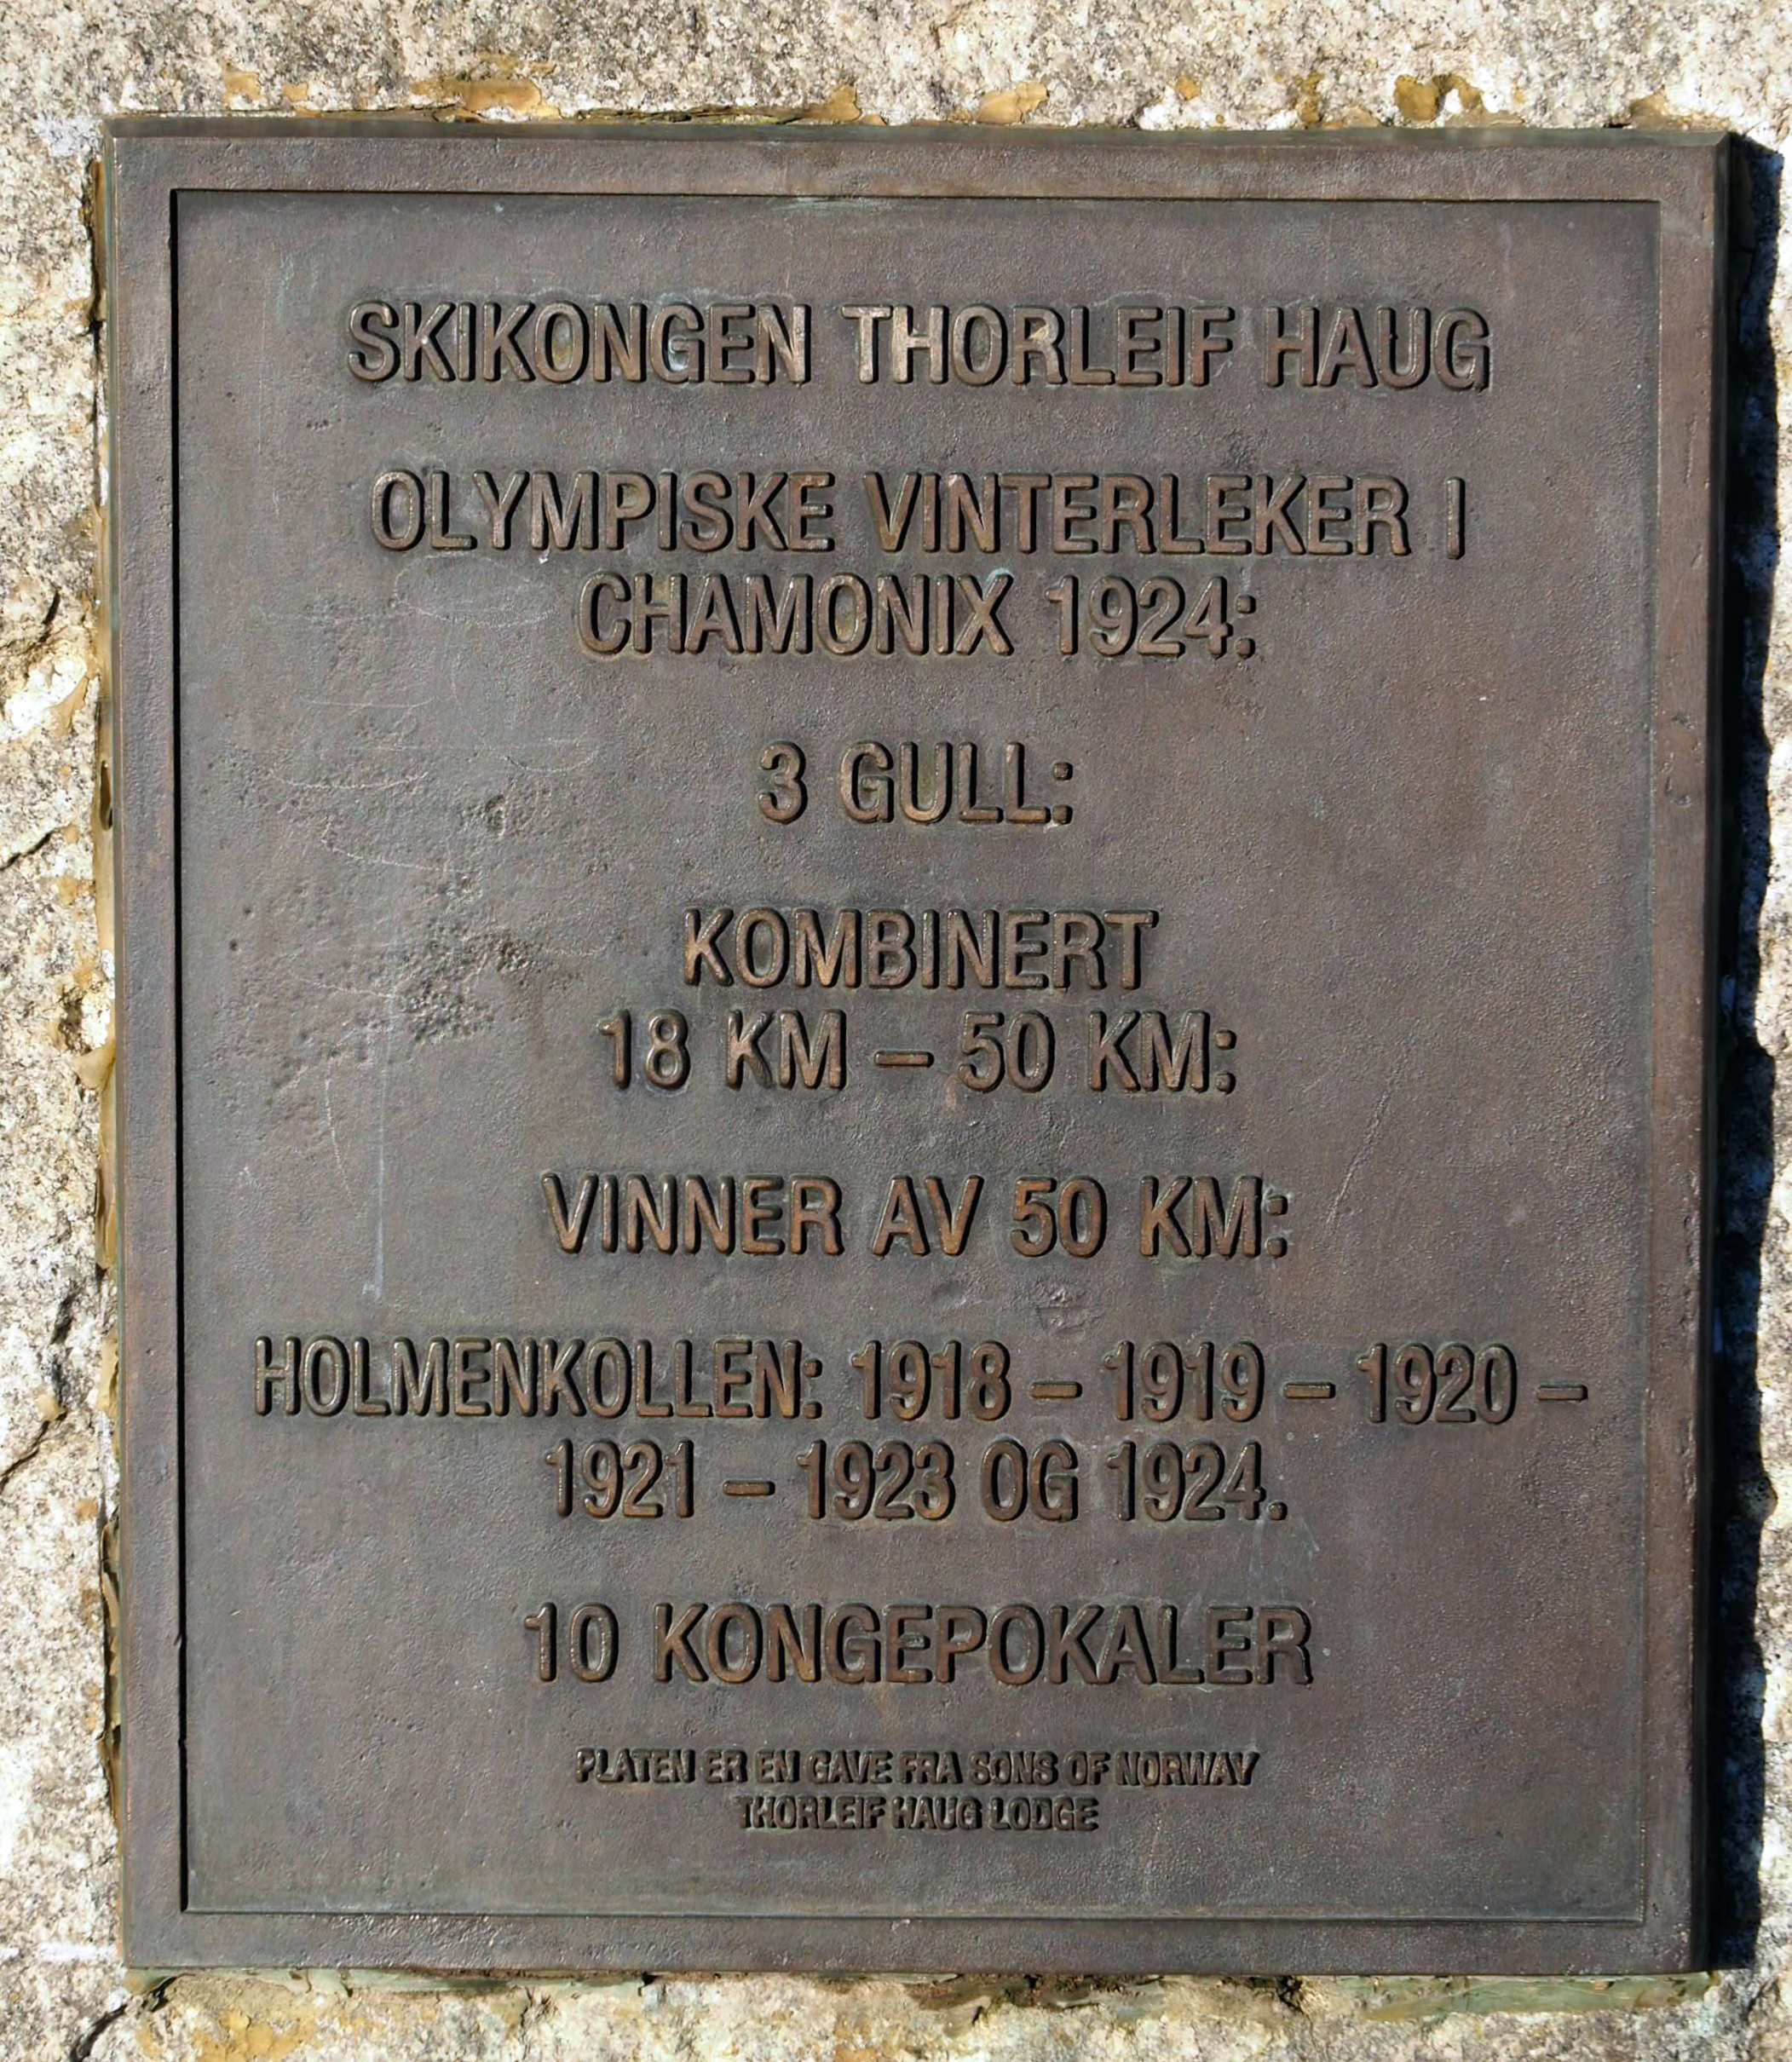 SKIKONGEN THORLEIF HAUG
OLYMPISKE VINTERLEKER I
CHAMONIX 1924:
3 GULL:
KOMBINERT
18 KM – 50 KM:
VINNER AV 50 KM:
HOLMENKOLLEN: 1918 – 1919 – 1920 –
1921 – 1923 OG 1924.
10 KONGEPOKALER
PLATEN ER EN GAVE FRA SONS OF NORWAY
THORLEIF HAUG LODGE